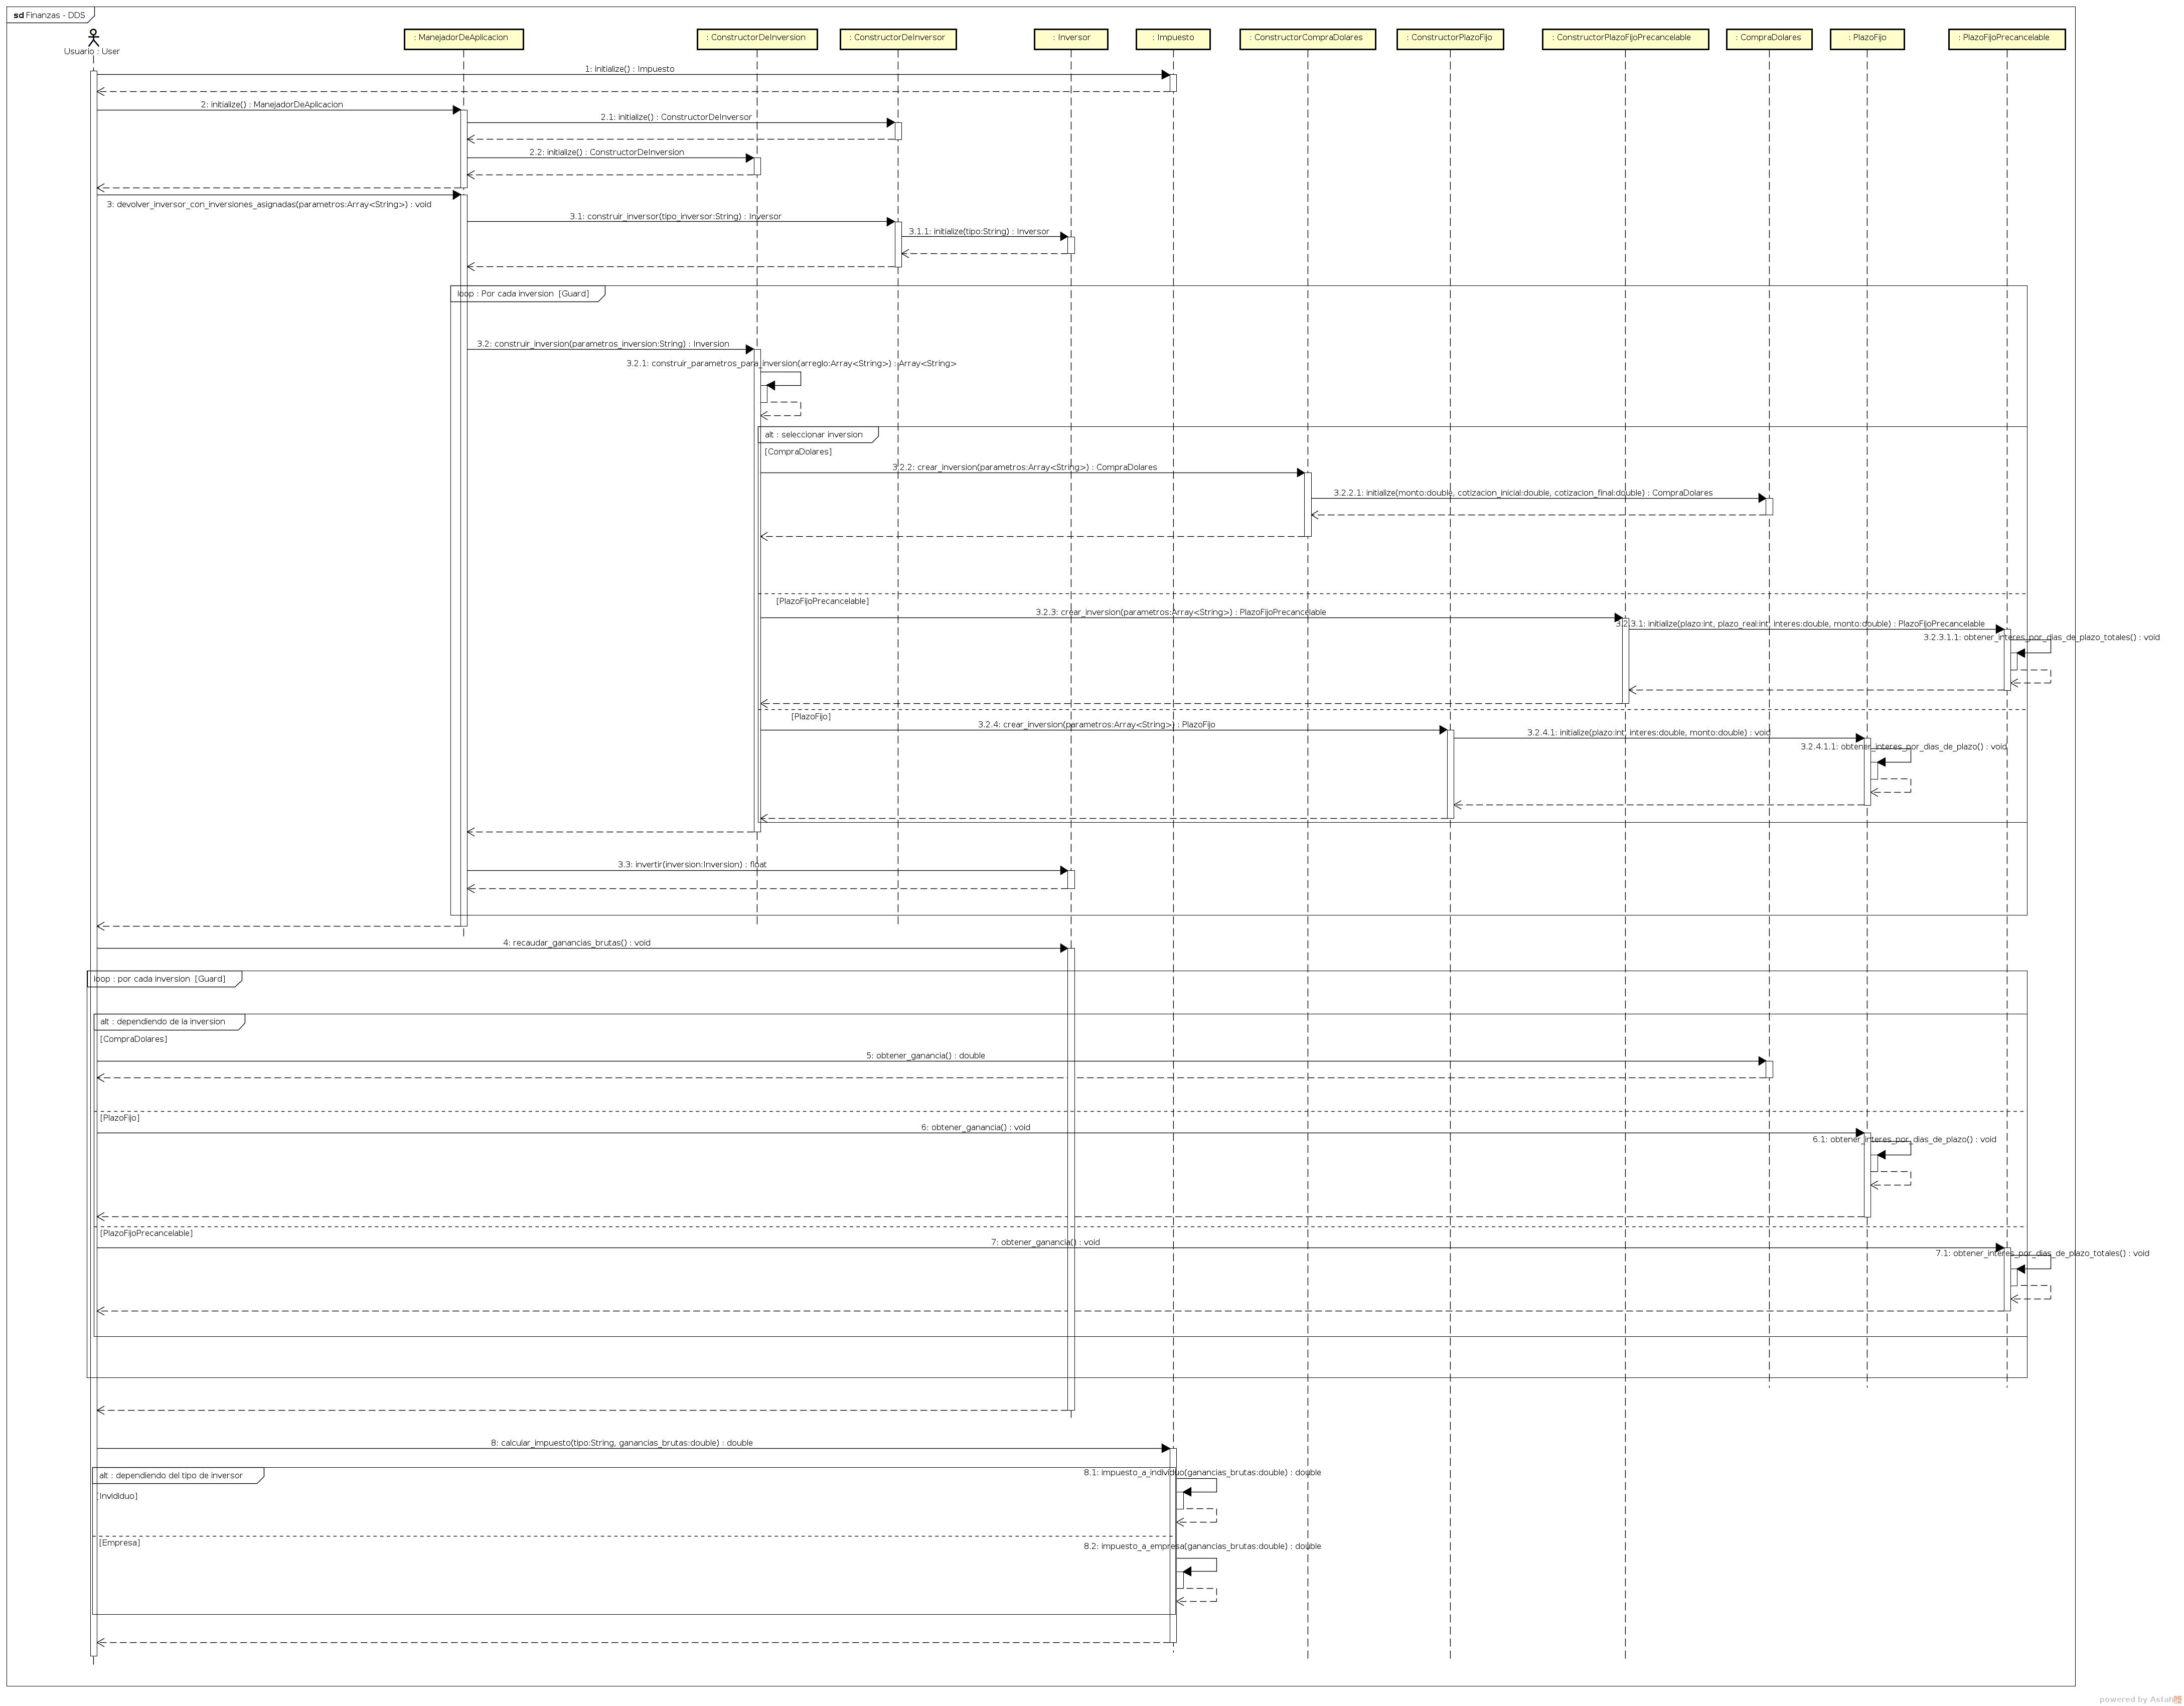 sd Finanzas - DDS
Usuario : User
: ManejadorDeAplicacion
: ConstructorDeInversion
: ConstructorDeInversor
: Inversor
: Impuesto
: ConstructorCompraDolares
: ConstructorPlazoFijo
: ConstructorPlazoFijoPrecancelable
: CompraDolares
: PlazoFijo
: PlazoFijoPrecancelable
1: initialize() : Impuesto
2: initialize() : ManejadorDeAplicacion
2.1: initialize() : ConstructorDeInversor
2.2: initialize() : ConstructorDeInversion
3: devolver_inversor_con_inversiones_asignadas(parametros:Array<String>) : void
3.1: construir_inversor(tipo_inversor:String) : Inversor
3.1.1: initialize(tipo:String) : Inversor
loop : Por cada inversion [Guard]
3.2: construir_inversion(parametros_inversion:String) : Inversion
3.2.1: construir_parametros_para_inversion(arreglo:Array<String>) : Array<String>
alt : seleccionar inversion
[CompraDolares]
3.2.2: crear_inversion(parametros:Array<String>) : CompraDolares
3.2.2.1: initialize(monto:double, cotizacion_inicial:double, cotizacion_final:double) : CompraDolares
[PlazoFijoPrecancelable]
3.2.3: crear_inversion(parametros:Array<String>) : PlazoFijoPrecancelable
3.2.3.1: initialize(plazo:int, plazo_real:int, interes:double, monto:double) : PlazoFijoPrecancelable
3.2.3.1.1: obtener_interes_por_dias_de_plazo_totales() : void
[PlazoFijo]
3.2.4: crear_inversion(parametros:Array<String>) : PlazoFijo
3.2.4.1: initialize(plazo:int, interes:double, monto:double) : void
3.2.4.1.1: obtener_interes_por_dias_de_plazo() : void
3.3: invertir(inversion:Inversion) : float
4: recaudar_ganancias_brutas() : void
loop : por cada inversion [Guard]
alt : dependiendo de la inversion
[CompraDolares]
5: obtener_ganancia() : double
[PlazoFijo]
6: obtener_ganancia() : void
6.1: obtener_interes_por_dias_de_plazo() : void
[PlazoFijoPrecancelable]
7: obtener_ganancia() : void
7.1: obtener_interes_por_dias_de_plazo_totales() : void
8: calcular_impuesto(tipo:String, ganancias_brutas:double) : double
alt : dependiendo del tipo de inversor
8.1: impuesto_a_individuo(ganancias_brutas:double) : double
[Invididuo]
[Empresa]
8.2: impuesto_a_empresa(ganancias_brutas:double) : double
powered by Astah